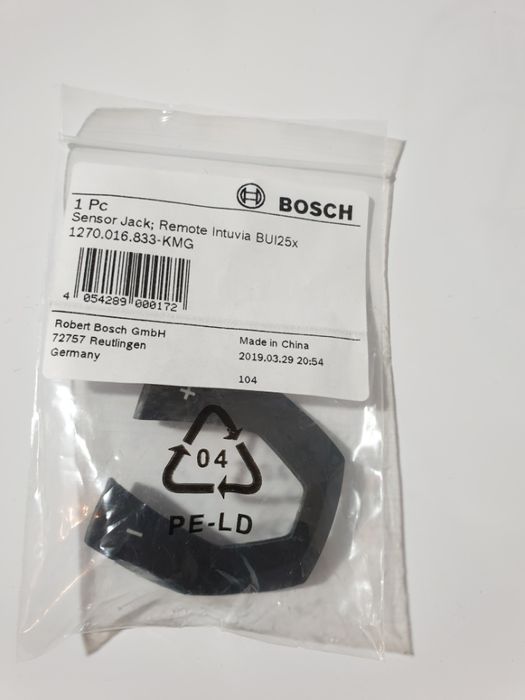 BOSCH
1 Pc
Sensor Jack; Remote Intuvia BUI25x
1270.016.833-KMG
4 054289 000172
Robert Bosch GmbH
72757 Reutlingen
Germany
Made in China
2019.03.29 20:54
104
+
04
PE-LD
-